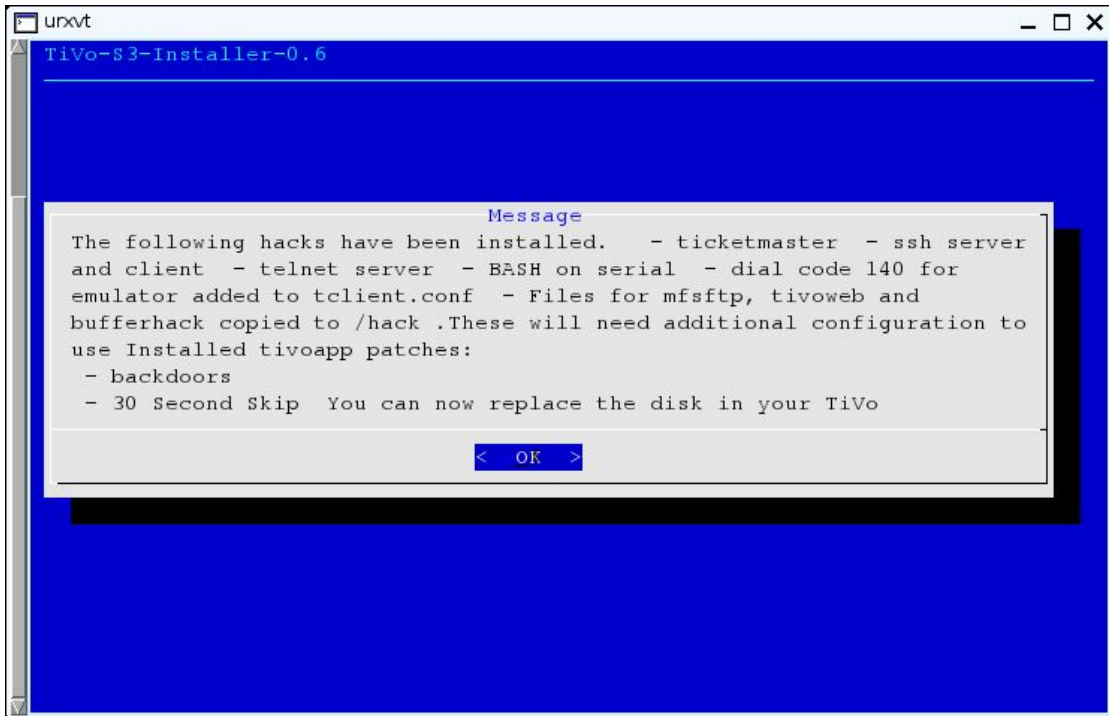 urxvt
TiVo-S3-Installer-0.6
Message
The following hacks have been installed.   - ticketmaster  - ssh server
and client  - telnet server  - BASH on serial  - dial code 140 for
emulator added to tclient.conf  - Files for mfsftp, tivoweb and
bufferhack copied to /hack .These will need additional configuration to
use Installed tivoapp patches:
- backdoors
- 30 Second Skip  You can now replace the disk in your TiVo
<  OK  >